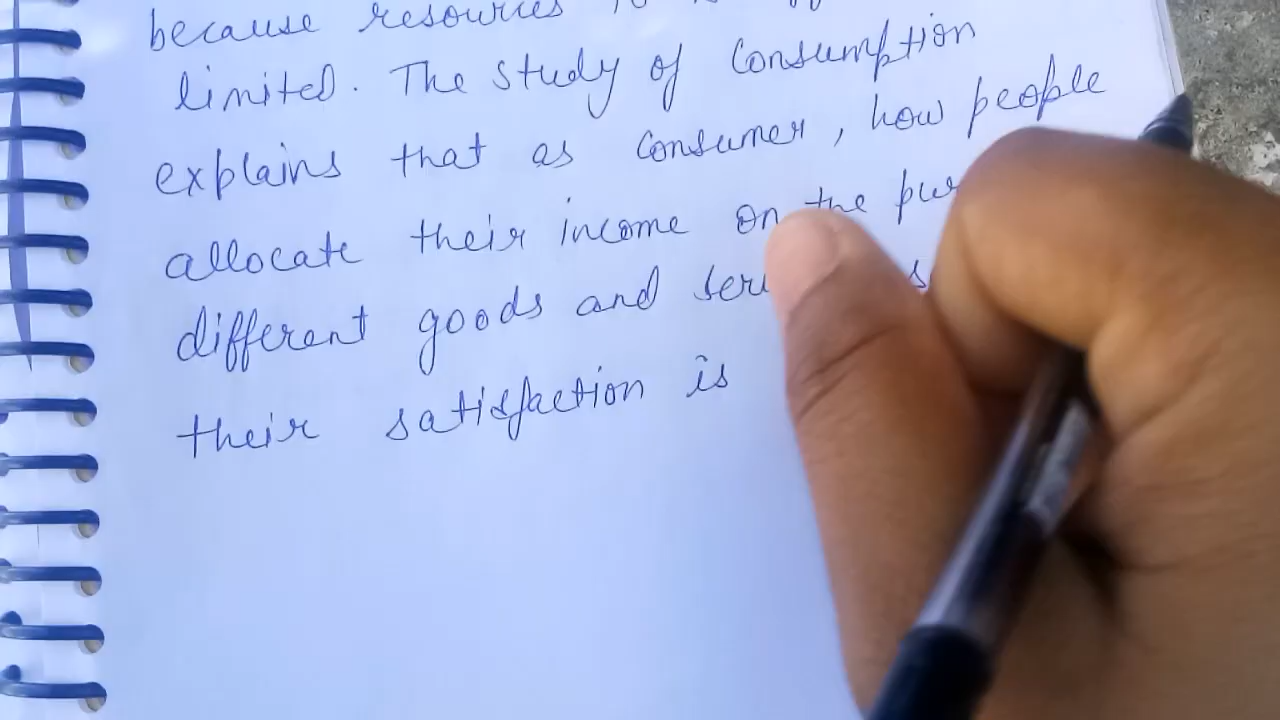 because resources
limited. The study of Consumption
explains that as Consumer, how people
allocate their income on the
different goods and
their satisfaction is